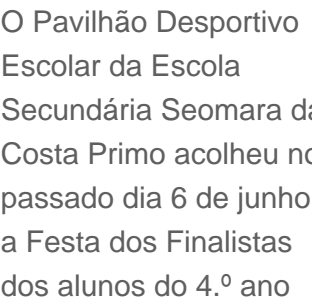 O Pavilhão Desportivo
Escolar da Escola
Secundária Seomara da
Costa Primo acolheu no
passado dia 6 de junho
a Festa dos Finalistas
dos alunos do 4.º ano